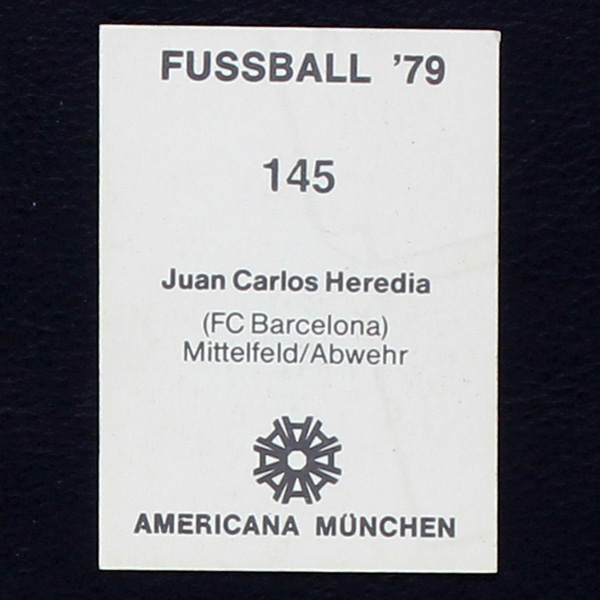 FUSSBALL '79
145
Juan Carlos Heredia
(FC Barcelona)
Mittelfeld/Abwehr
AMERICANA MÜNCHEN